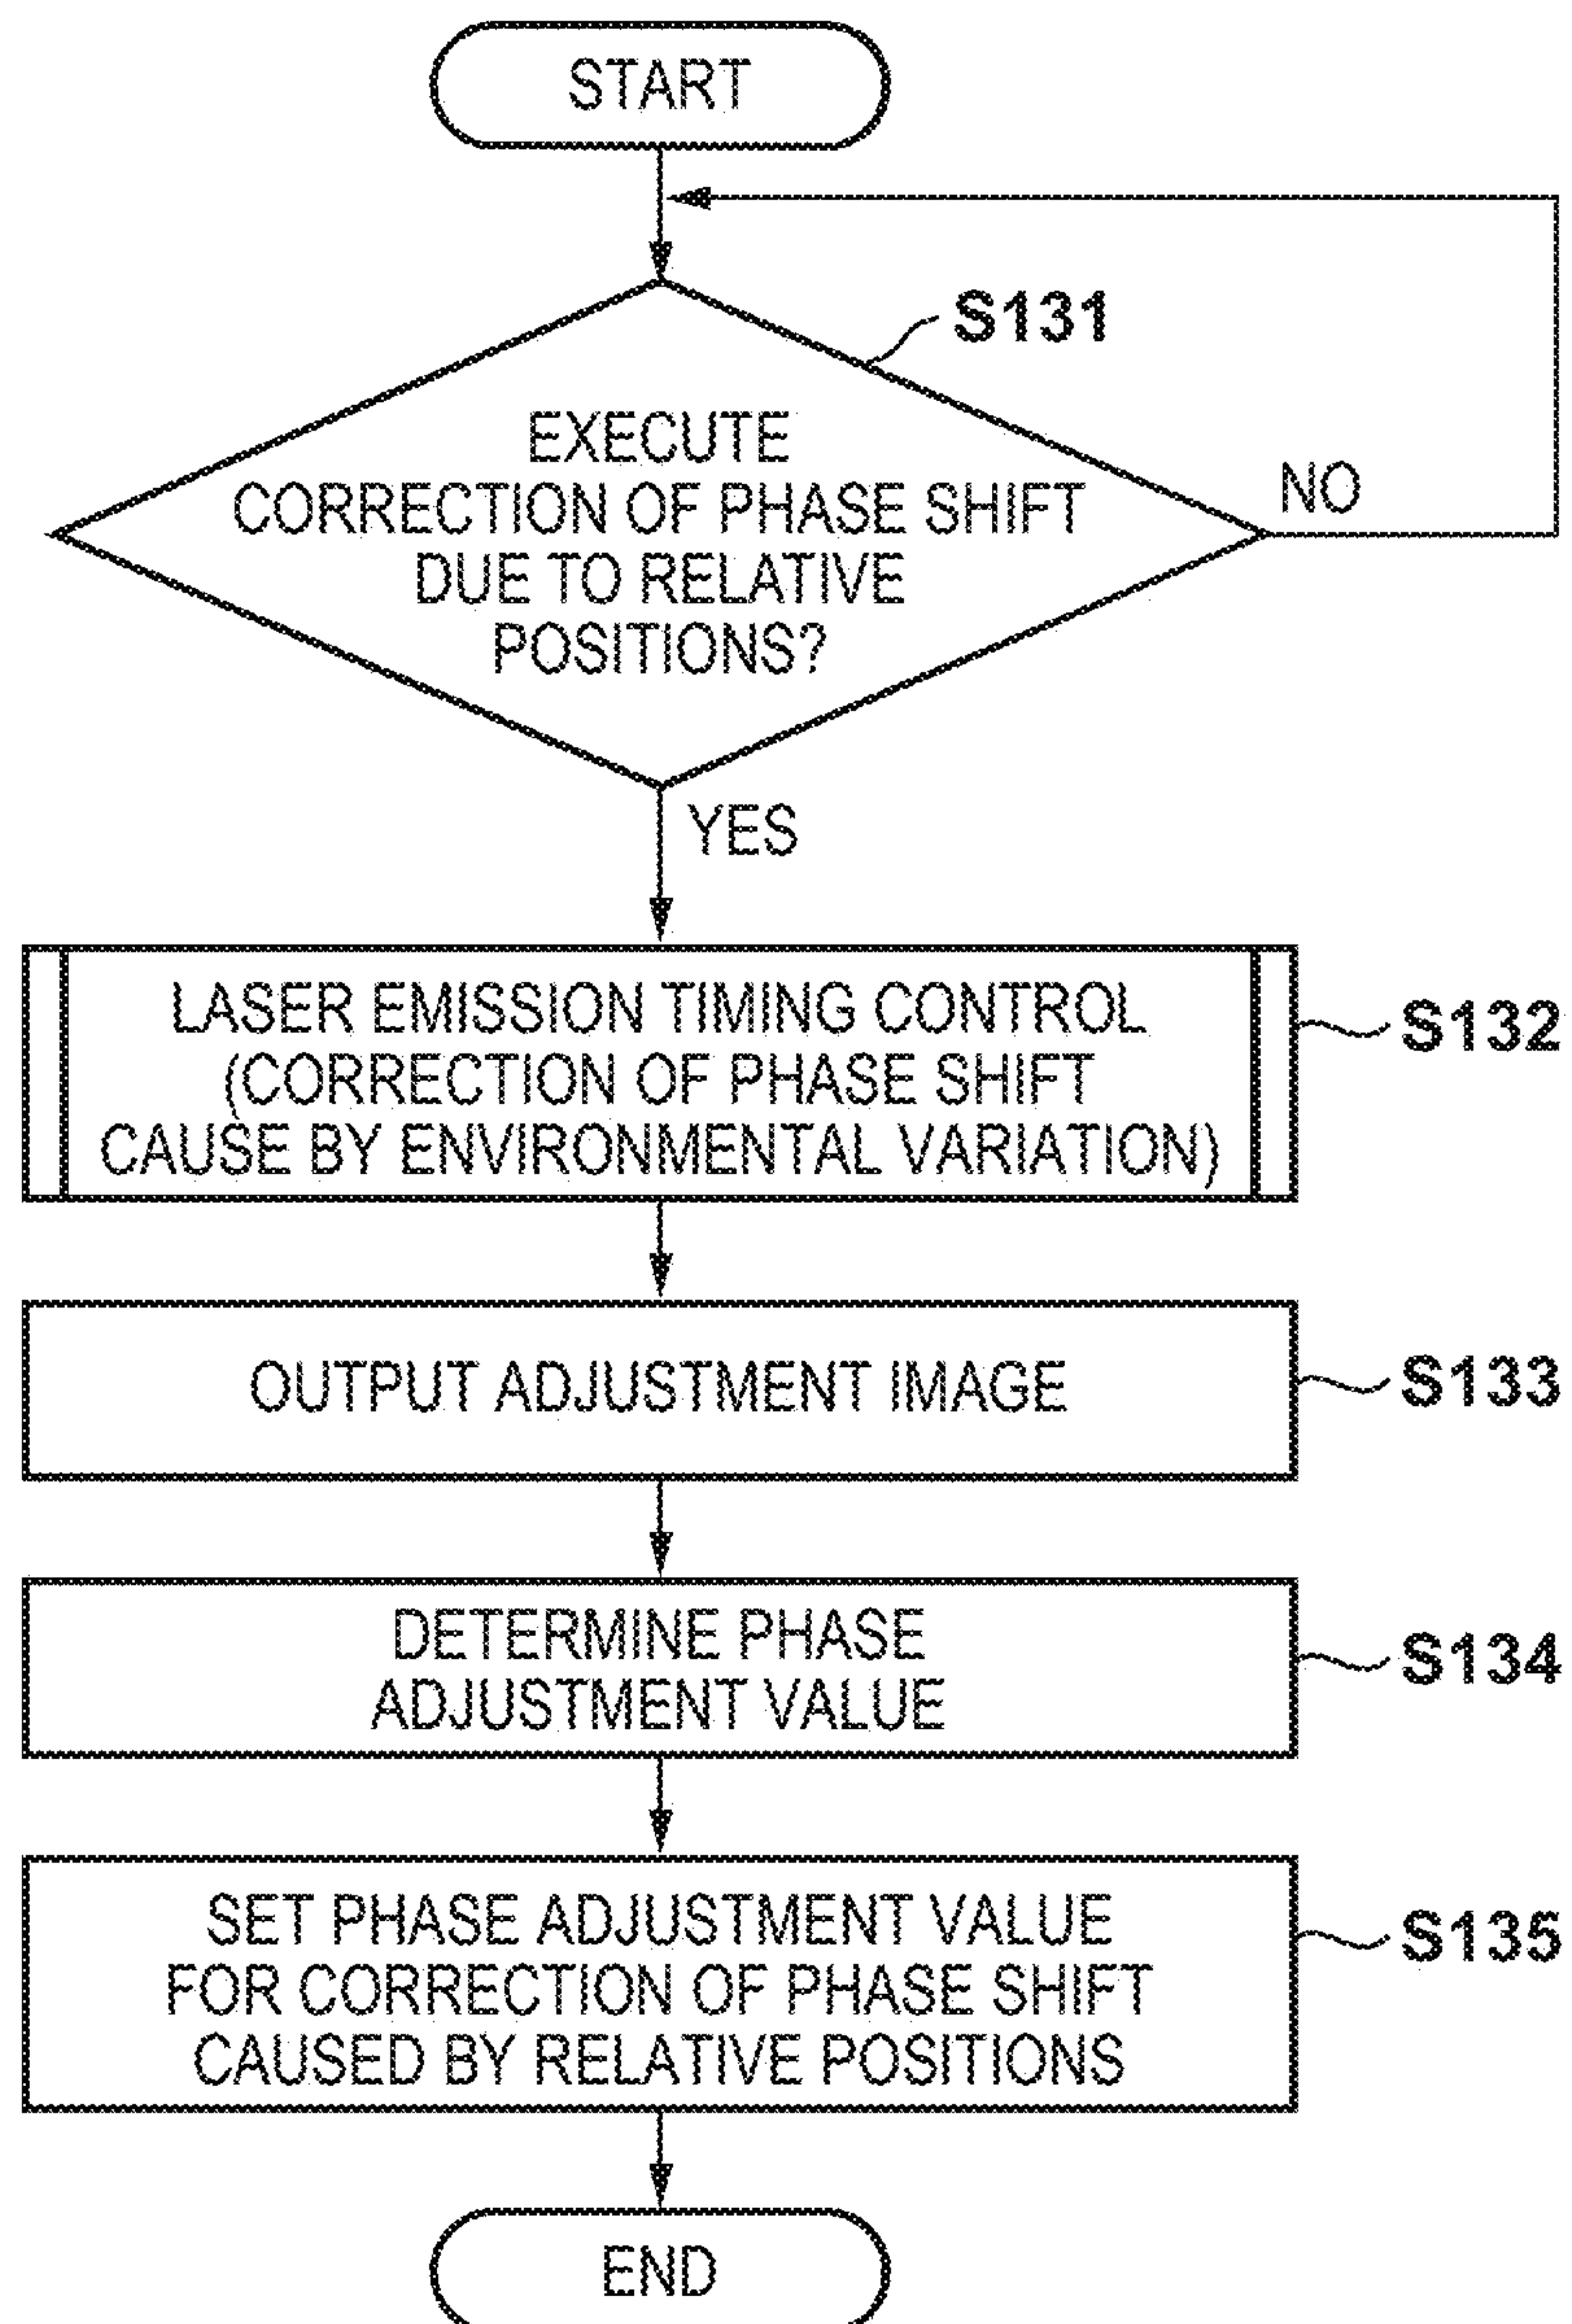 START
S131
EXECUTE
CORRECTION OF PHASE SHIFT
DUE TO RELATIVE
POSITIONS?
NO
YES
LASER EMISSION TIMING CONTROL
(CORRECTION OF PHASE SHIFT
CAUSE BY ENVIRONMENTAL VARIATION)
S132
OUTPUT ADJUSTMENT IMAGE
S133
DETERMINE PHASE
ADJUSTMENT VALUE
S134
SET PHASE ADJUSTMENT VALUE
FOR CORRECTION OF PHASE SHIFT
CAUSED BY RELATIVE POSITIONS
S135
END